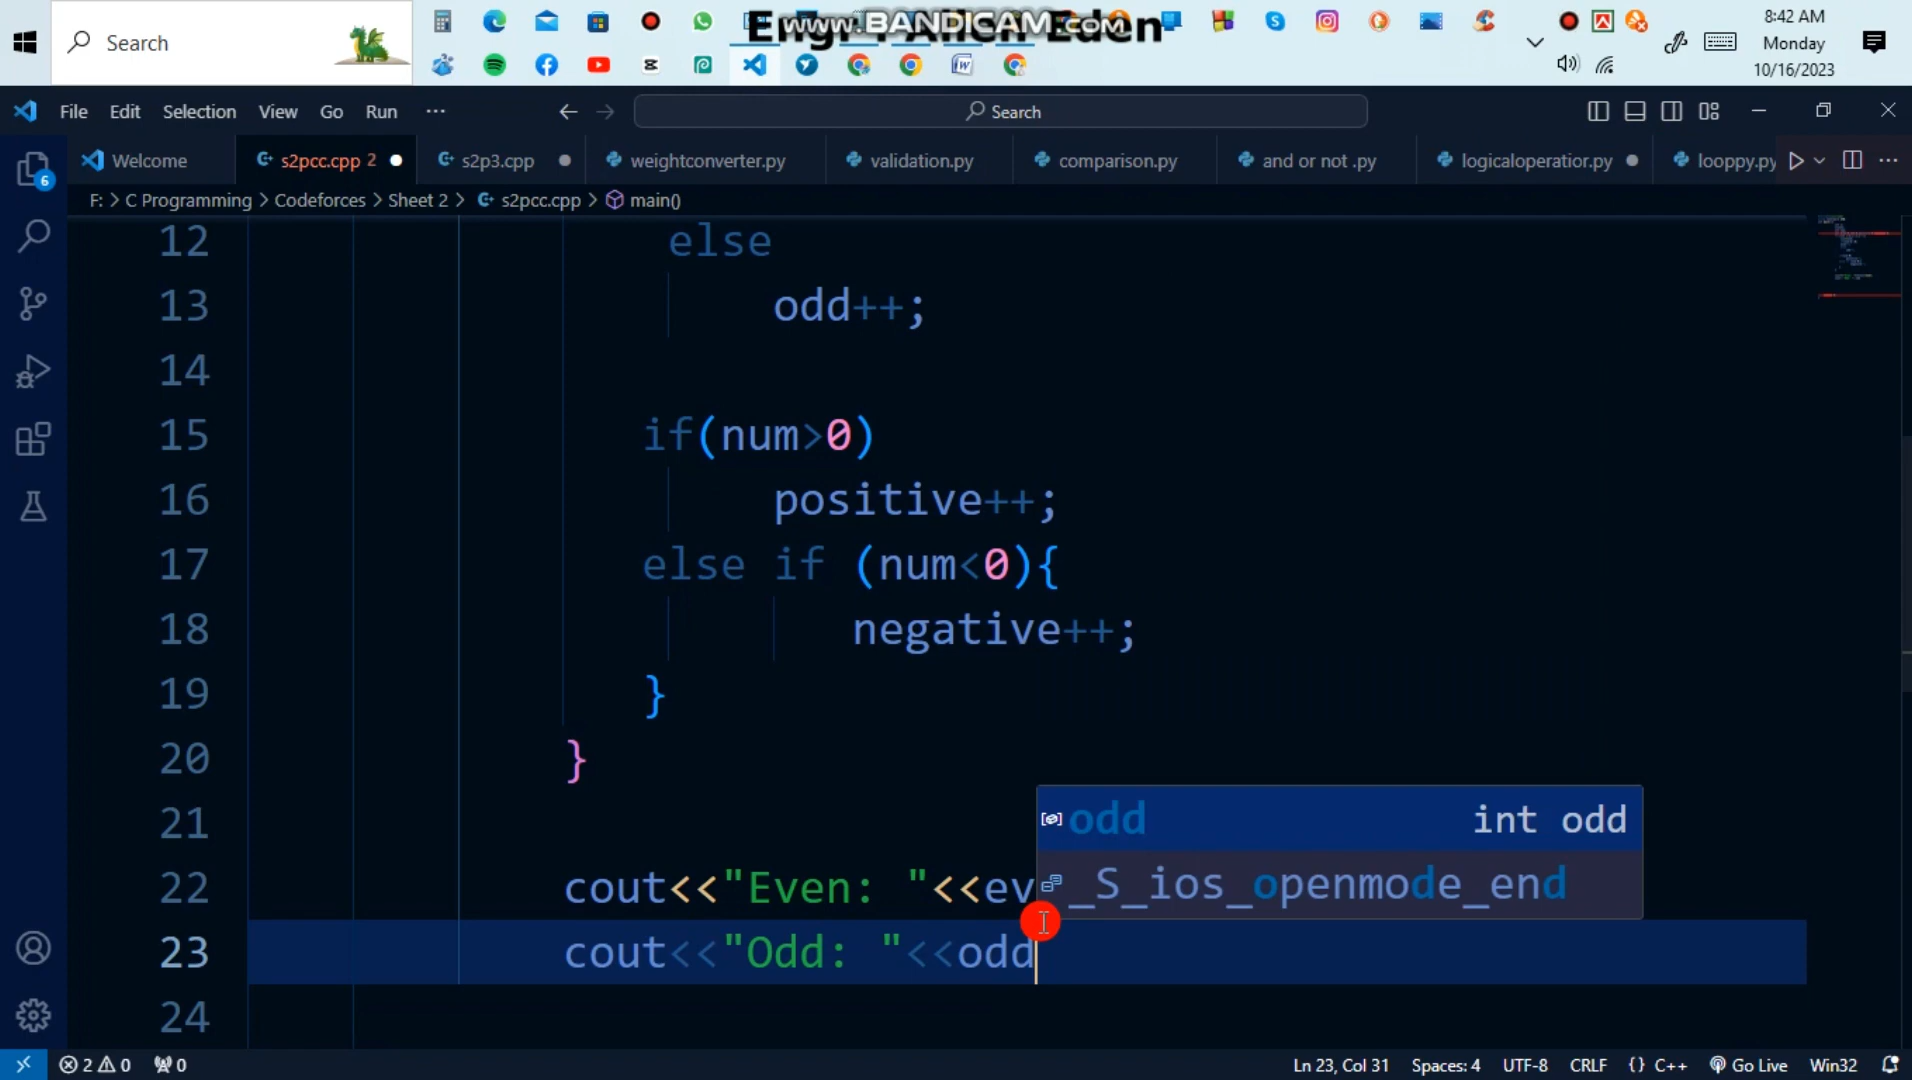 Search
www.BANDICAM.com
Engr. Allen Eden
8:42 AM
Monday
10/16/2023
File Edit Selection View Go Run ···
Search
6
Welcome
s2pcc.cpp 2
s2p3.cpp
weightconverter.py
validation.py
comparison.py
and or not .py
logicaloperatior.py
looppy.py
F: > C Programming > Codeforces > Sheet 2 > s2pcc.cpp > main()
12 else
13 odd++;
14
15 if(num>0)
16 positive++;
17 else if (num<0){
18 negative++;
19 }
20 }
21
odd int odd
_S_ios_openmode_end
22 cout<<"Even: "<<ev
23 cout<<"Odd: "<<odd
24
2 0 0
Ln 23, Col 31 Spaces: 4 UTF-8 CRLF {} C++ Go Live Win32